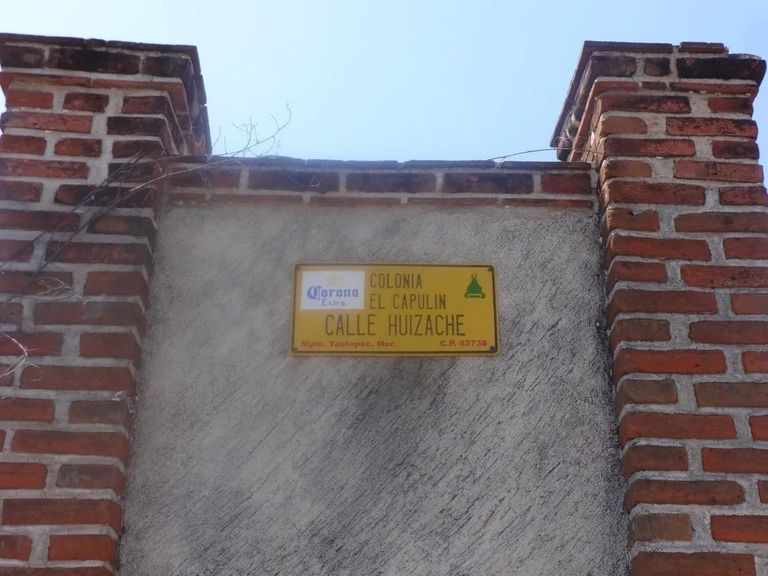 Corona
Extra
COLONIA
EL CAPULIN
CALLE HUIZACHE
Mpio. Yautepec, Mor.
C.P. 62738